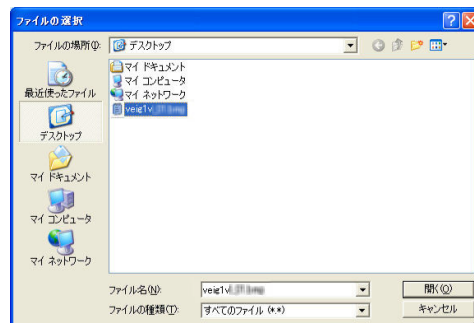 ファイルの選択
ファイルの場所(I):
デスクトップ
最近使ったファイル
デスクトップ
マイ ドキュメント
マイ コンピュータ
マイ ネットワーク
マイ ドキュメント
マイ コンピュータ
マイ ネットワーク
veig1v
ファイル名(N):
veig1v
開く(O)
ファイルの種類(T):
すべてのファイル (*.*)
キャンセル